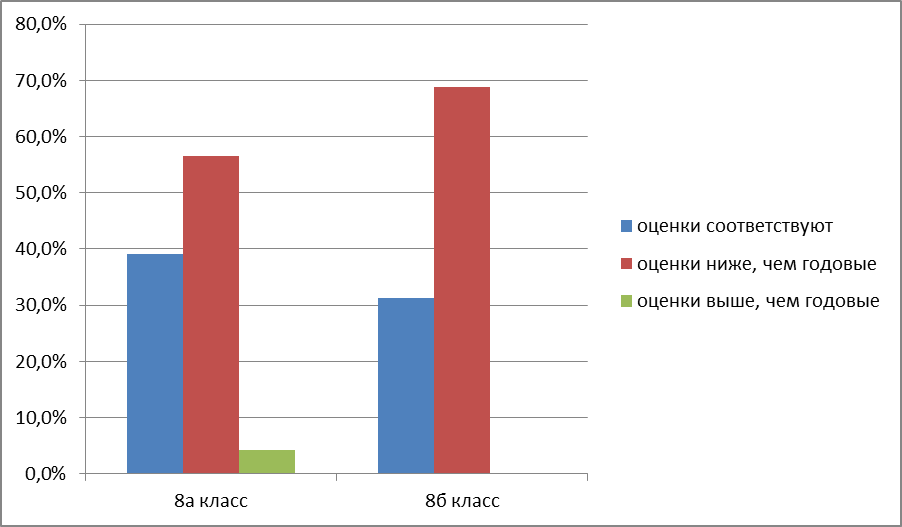 80,0%
70,0%
60,0%
50,0%
40,0%
30,0%
20,0%
10,0%
0,0%
8а класс
8б класс
оценки соответствуют
оценки ниже, чем годовые
оценки выше, чем годовые